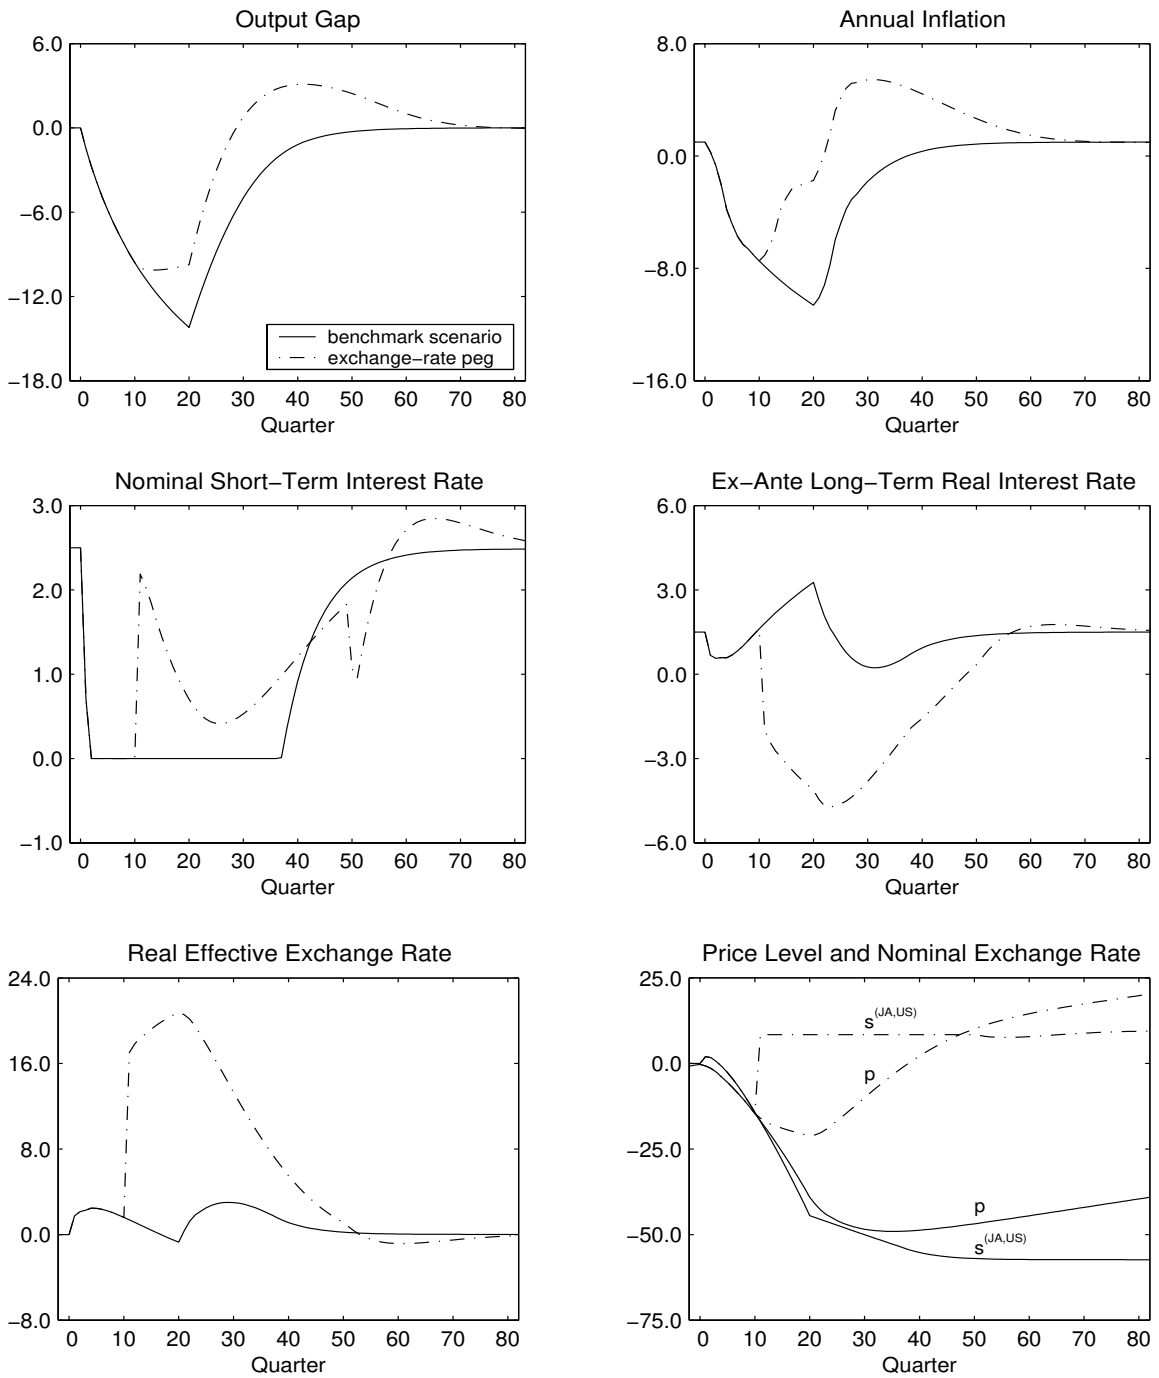 Output Gap
6.0
0.0
−6.0
−12.0
−18.0
benchmark scenario
exchange−rate peg
0 10 20 30 40 50 60 70 80
Quarter
Annual Inflation
8.0
0.0
−8.0
−16.0
0 10 20 30 40 50 60 70 80
Quarter
Nominal Short−Term Interest Rate
3.0
2.0
1.0
0.0
−1.0
0 10 20 30 40 50 60 70 80
Quarter
Ex−Ante Long−Term Real Interest Rate
6.0
3.0
0.0
−3.0
−6.0
0 10 20 30 40 50 60 70 80
Quarter
Real Effective Exchange Rate
24.0
16.0
8.0
0.0
−8.0
0 10 20 30 40 50 60 70 80
Quarter
Price Level and Nominal Exchange Rate
25.0
0.0
−25.0
−50.0
−75.0
s(JA,US)
p
p
s(JA,US)
0 10 20 30 40 50 60 70 80
Quarter